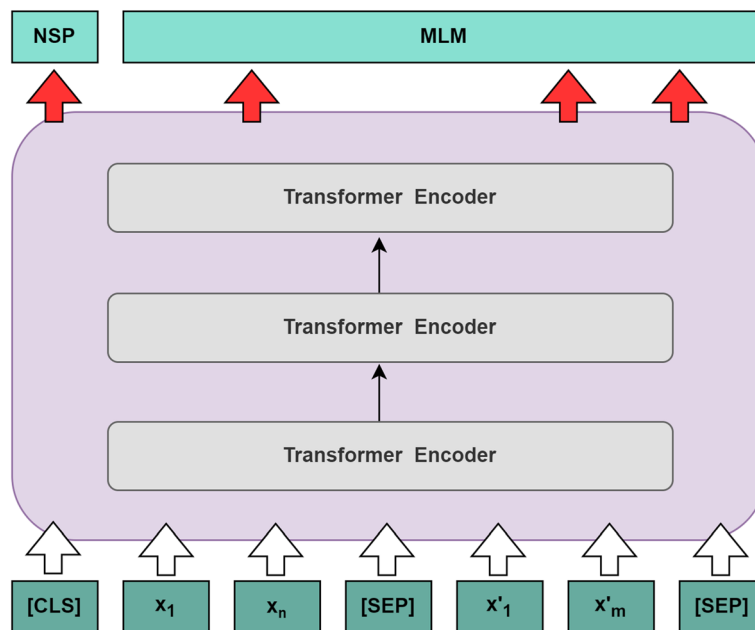 NSP MLM
Transformer Encoder
Transformer Encoder
Transformer Encoder
[CLS] x₁ xₙ [SEP] x'₁ x'ₘ [SEP]